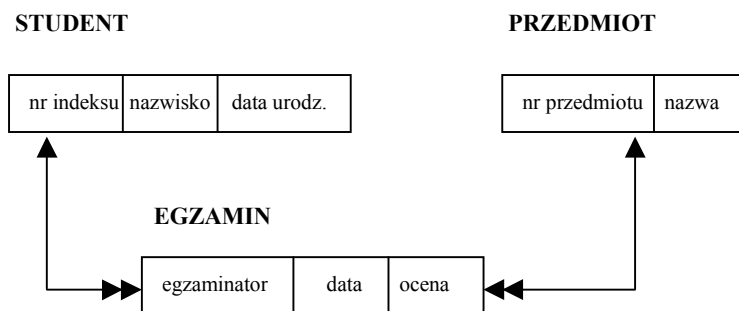 STUDENT
PRZEDMIOT
nr indeksu nazwisko data urodz.
nr przedmiotu nazwa
EGZAMIN
egzaminator data ocena